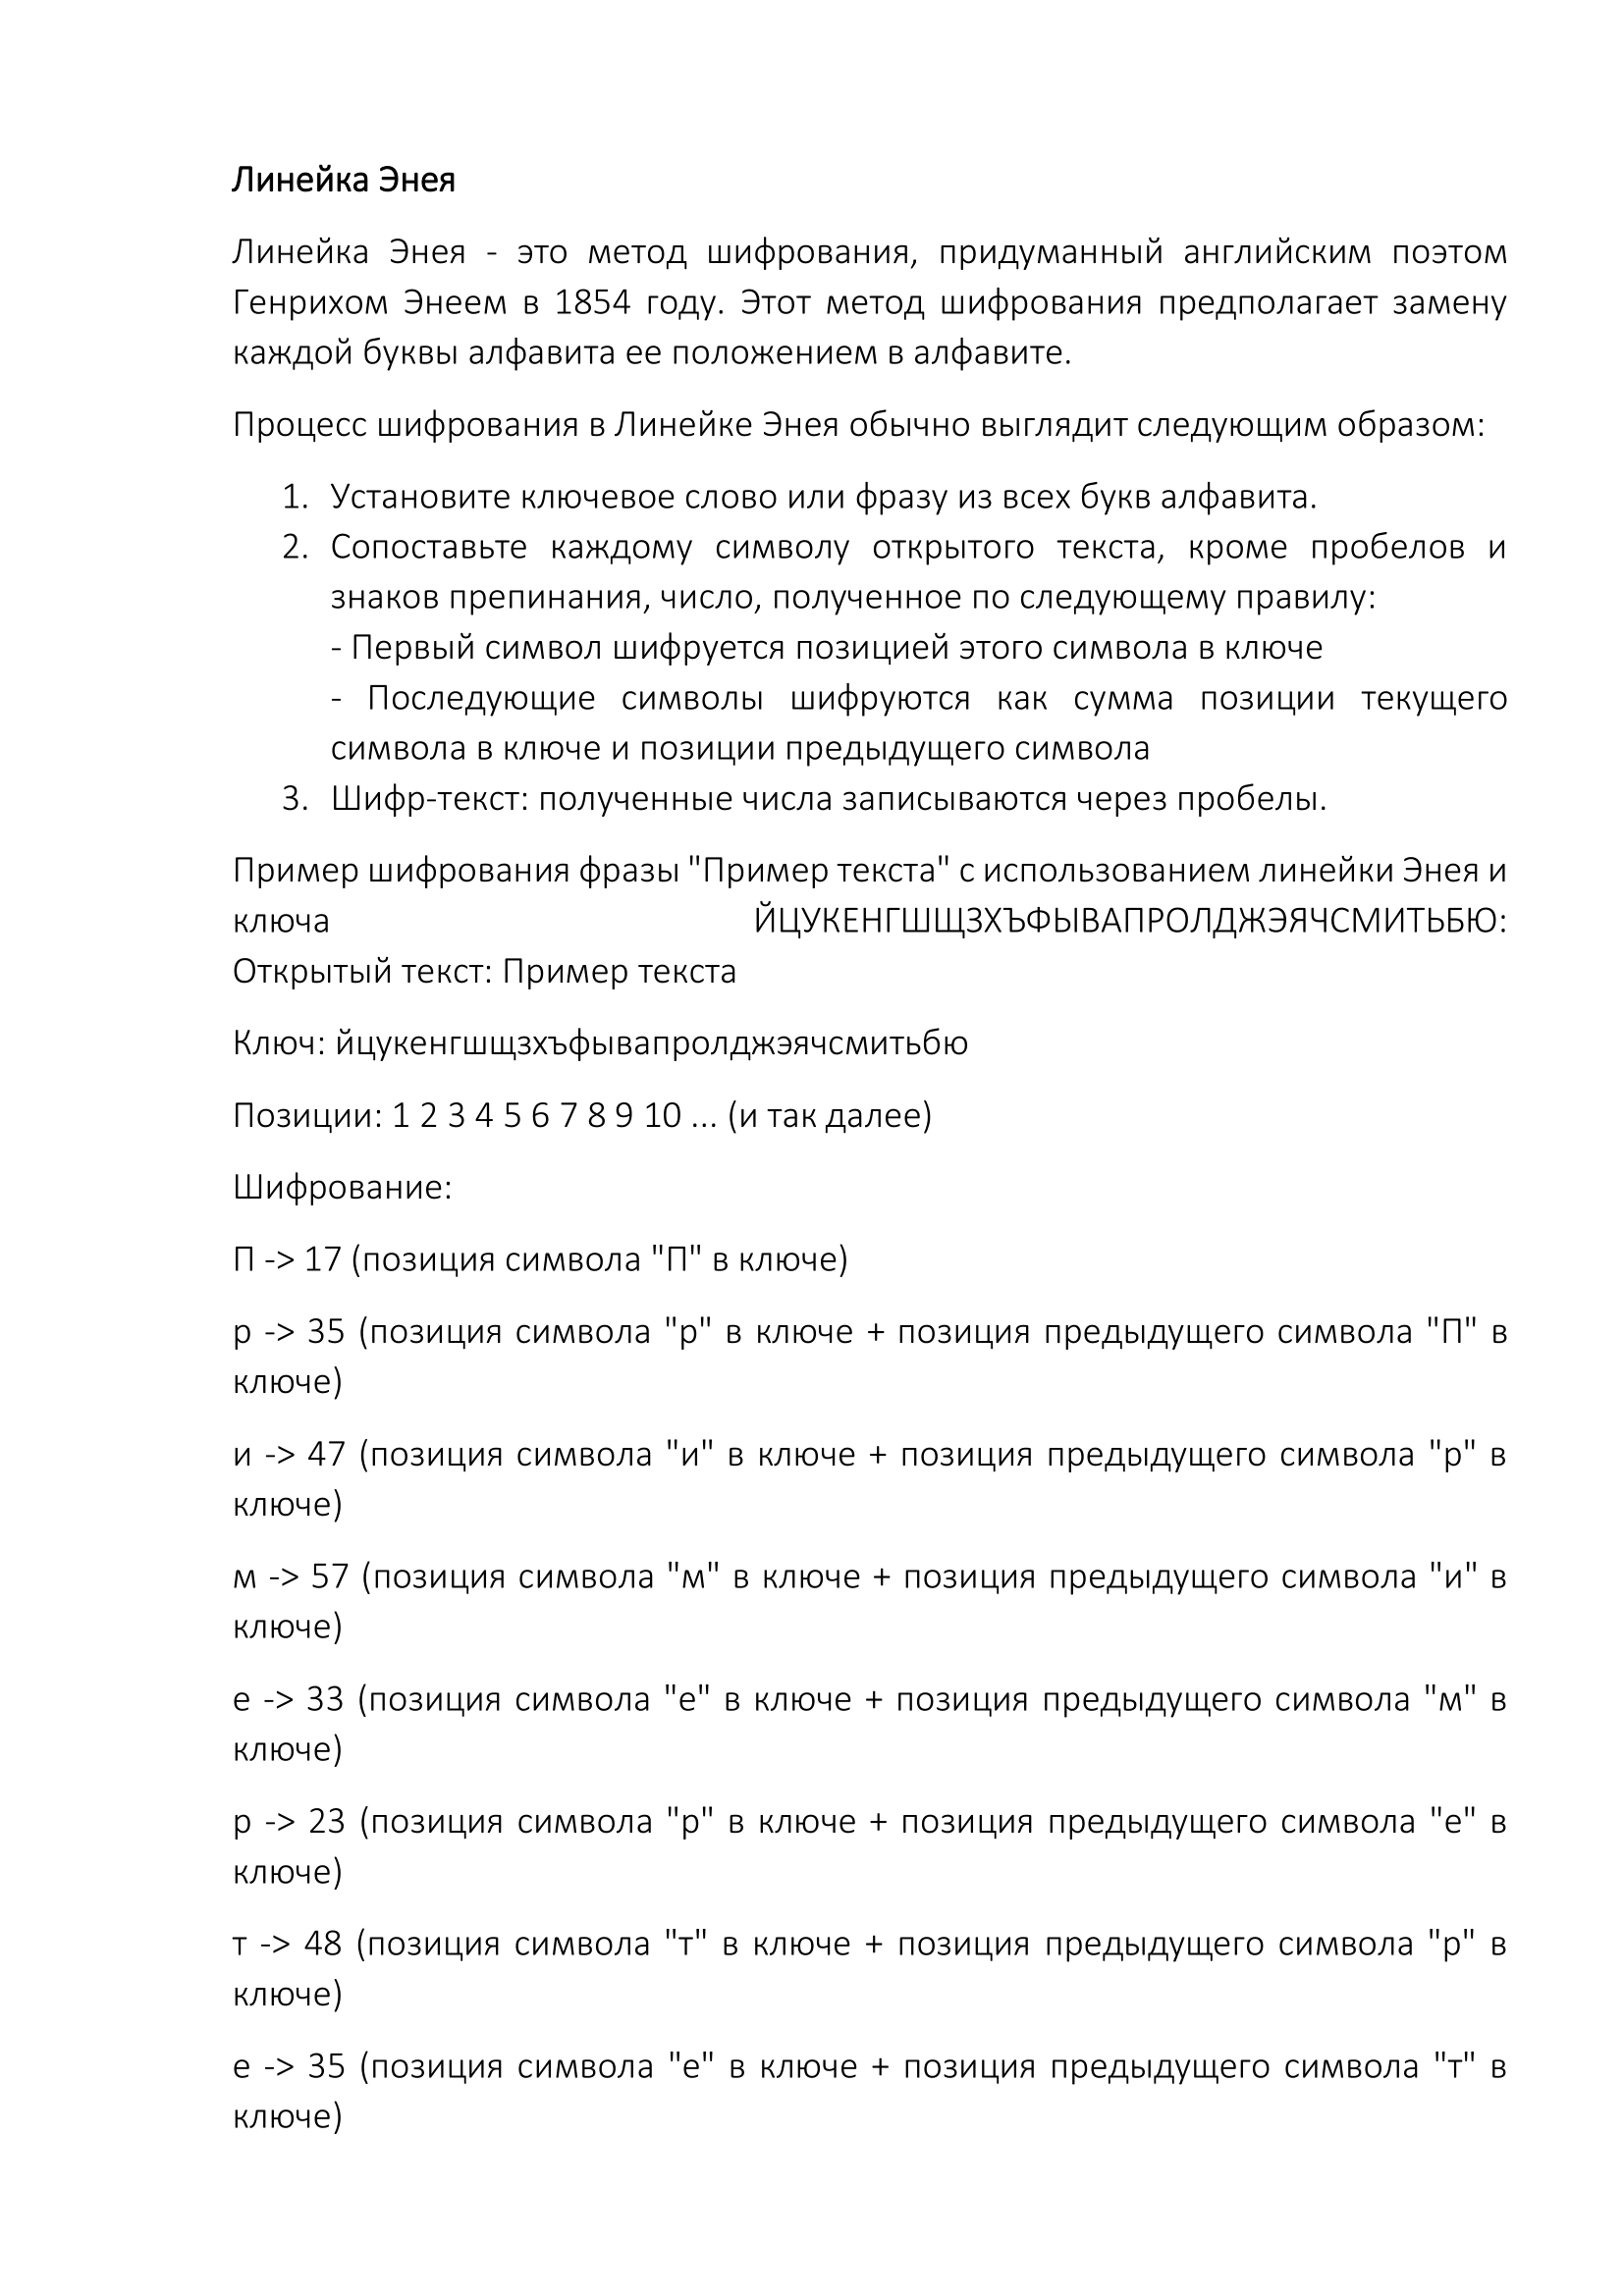 Линейка Энея
Линейка Энея - это метод шифрования, придуманный английским поэтом
Генрихом Энеем в 1854 году. Этот метод шифрования предполагает замену
каждой буквы алфавита ее положением в алфавите.
Процесс шифрования в Линейке Энея обычно выглядит следующим образом:
1. Установите ключевое слово или фразу из всех букв алфавита.
2. Сопоставьте каждому символу открытого текста, кроме пробелов и
знаков препинания, число, полученное по следующему правилу:
- Первый символ шифруется позицией этого символа в ключе
- Последующие символы шифруются как сумма позиции текущего
символа в ключе и позиции предыдущего символа
3. Шифр-текст: полученные числа записываются через пробелы.
Пример шифрования фразы "Пример текста" с использованием линейки Энея и
ключа ЙЦУКЕНГШЩЗХЪФЫВАПРОЛДЖЭЯЧСМИТЬБЮ:
Открытый текст: Пример текста
Ключ: йцукенгшщзхъфывапролджэячсмитьбю
Позиции: 1 2 3 4 5 6 7 8 9 10 ... (и так далее)
Шифрование:
П -> 17 (позиция символа "П" в ключе)
р -> 35 (позиция символа "р" в ключе + позиция предыдущего символа "П" в
ключе)
и -> 47 (позиция символа "и" в ключе + позиция предыдущего символа "р" в
ключе)
м -> 57 (позиция символа "м" в ключе + позиция предыдущего символа "и" в
ключе)
е -> 33 (позиция символа "е" в ключе + позиция предыдущего символа "м" в
ключе)
р -> 23 (позиция символа "р" в ключе + позиция предыдущего символа "е" в
ключе)
т -> 48 (позиция символа "т" в ключе + позиция предыдущего символа "р" в
ключе)
е -> 35 (позиция символа "е" в ключе + позиция предыдущего символа "т" в
ключе)